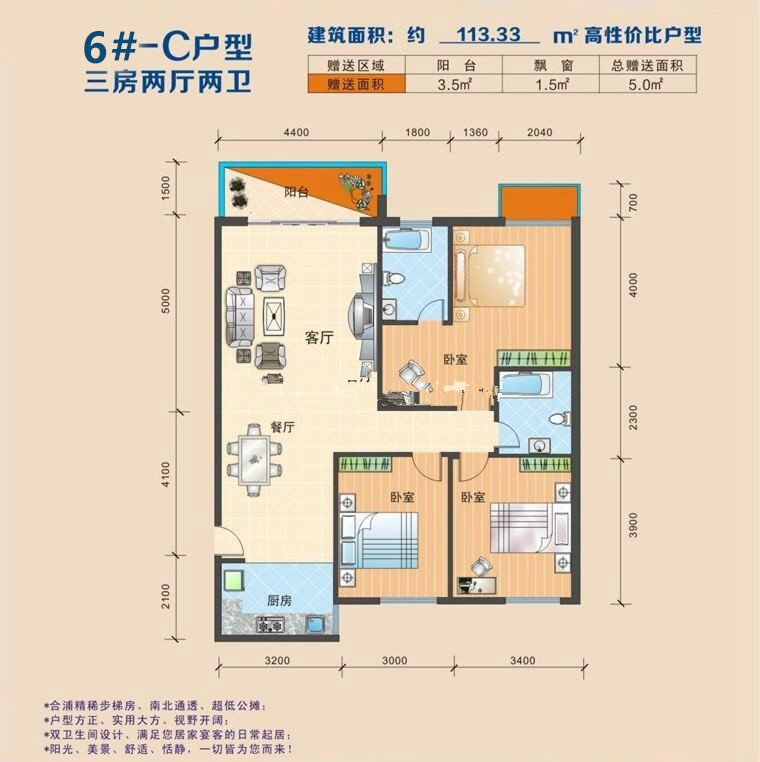 6#-C户型
三房两厅两卫
建筑面积：约 113.33 m² 高性价比户型
赠送区域 阳台 飘窗 总赠送面积
赠送面积 3.5㎡ 1.5㎡ 5.0㎡
4400 1800 1360 2040
1500
阳台
700
5000
4000
客厅
卧室
2300
餐厅
4100
卧室 卧室
3900
2100
厨房
3200 3000 3400
*合浦精稀步梯房、南北通透、超低公摊；
*户型方正、实用大方、视野开阔；
*双卫生间设计、满足您居家宴客的日常起居；
*阳光、美景、舒适、恬静，一切皆为您而来！